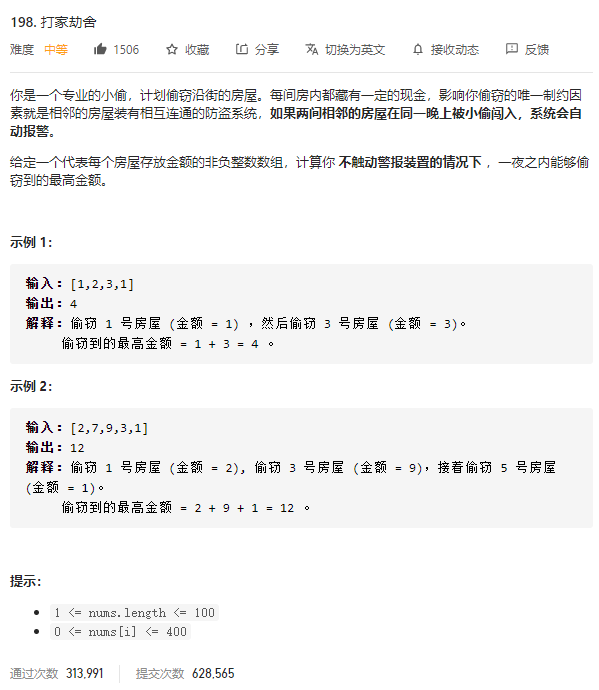 198. 打家劫舍
难度 中等 1506 收藏 分享 切换为英文 接收动态 反馈
你是一个专业的小偷，计划偷窃沿街的房屋。每间房内都藏有一定的现金，影响你偷窃的唯一制约因
素就是相邻的房屋装有相互连通的防盗系统，如果两间相邻的房屋在同一晚上被小偷闯入，系统会自
动报警。
给定一个代表每个房屋存放金额的非负整数数组，计算你 不触动警报装置的情况下 ，一夜之内能够偷
窃到的最高金额。
示例 1：
输入：[1,2,3,1]
输出：4
解释：偷窃 1 号房屋 (金额 = 1) ，然后偷窃 3 号房屋 (金额 = 3)。
偷窃到的最高金额 = 1 + 3 = 4 。
示例 2：
输入：[2,7,9,3,1]
输出：12
解释：偷窃 1 号房屋 (金额 = 2), 偷窃 3 号房屋 (金额 = 9)，接着偷窃 5 号房屋
(金额 = 1)。
偷窃到的最高金额 = 2 + 9 + 1 = 12 。
提示：
1 <= nums.length <= 100
0 <= nums[i] <= 400
通过次数 313,991 提交次数 628,565